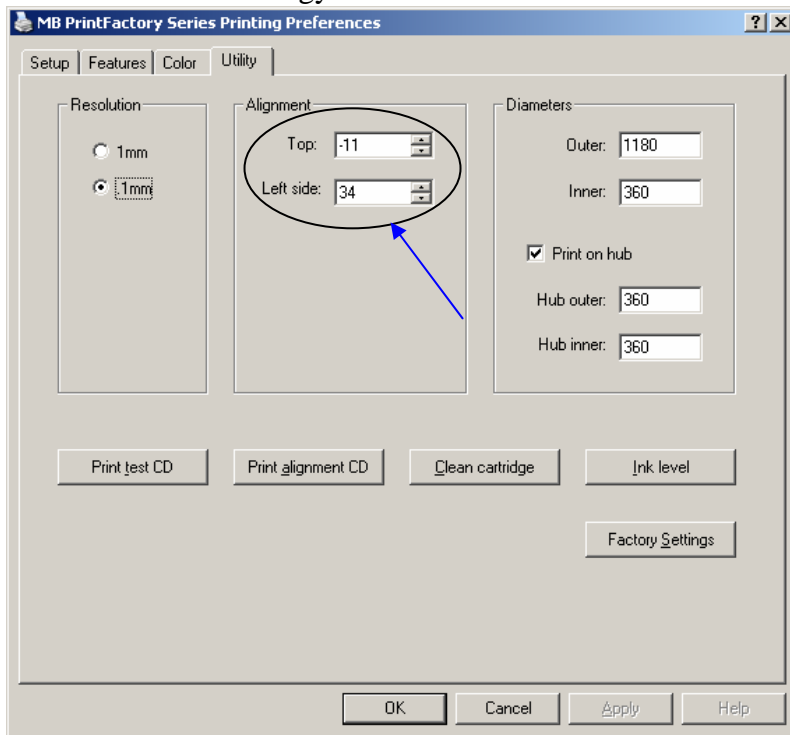 MB PrintFactory Series Printing Preferences
Setup Features Color Utility
Resolution
1mm
.1mm
Alignment
Top: -11
Left side: 34
Diameters
Outer: 1180
Inner: 360
Print on hub
Hub outer: 360
Hub inner: 360
Print test CD Print alignment CD Clean cartridge Ink level
Factory Settings
OK Cancel Apply Help